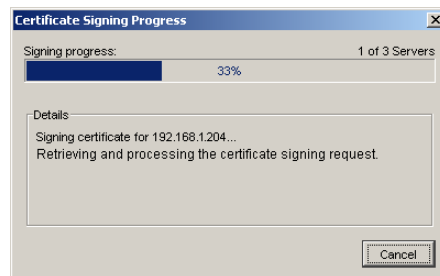 Certificate Signing Progress
Signing progress: 1 of 3 Servers
33%
Details
Signing certificate for 192.168.1.204...
Retrieving and processing the certificate signing request.
Cancel